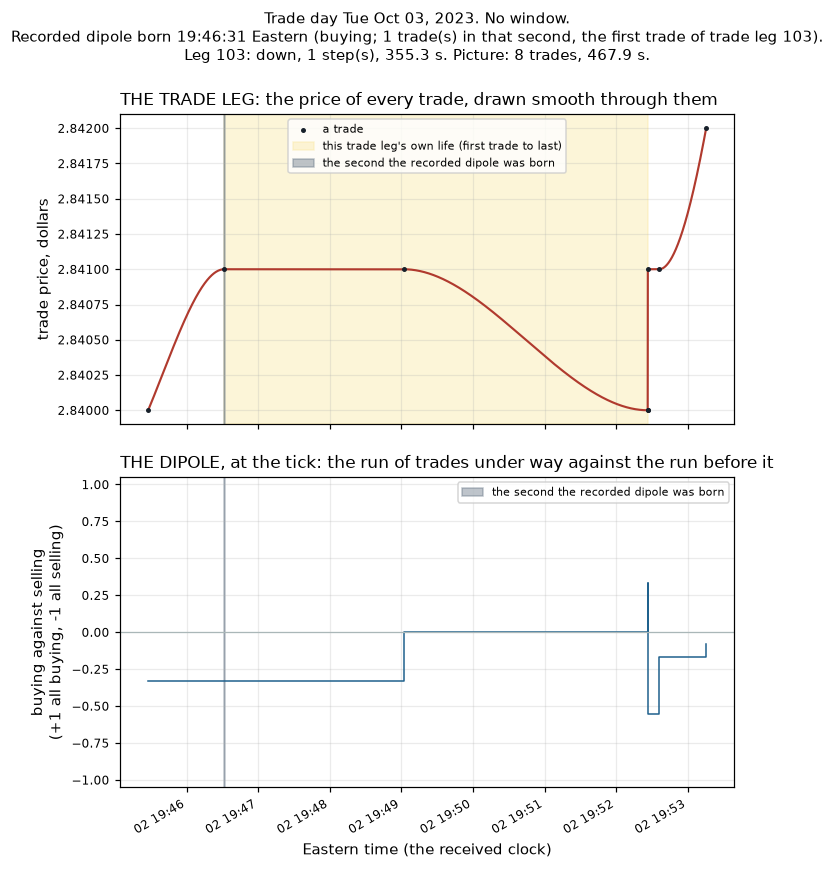 Trade day Tue Oct 03, 2023. No window.
Recorded dipole born 19:46:31 Eastern (buying; 1 trade(s) in that second, the first trade of trade leg 103).
Leg 103: down, 1 step(s), 355.3 s. Picture: 8 trades, 467.9 s.
THE TRADE LEG: the price of every trade, drawn smooth through them
a trade
this trade leg's own life (first trade to last)
the second the recorded dipole was born
trade price, dollars
2.84200
2.84175
2.84150
2.84125
2.84100
2.84075
2.84050
2.84025
2.84000
THE DIPOLE, at the tick: the run of trades under way against the run before it
the second the recorded dipole was born
buying against selling
(+1 all buying, -1 all selling)
1.00
0.75
0.50
0.25
0.00
−0.25
−0.50
−0.75
−1.00
02 19:46
02 19:47
02 19:48
02 19:49
02 19:50
02 19:51
02 19:52
02 19:53
Eastern time (the received clock)